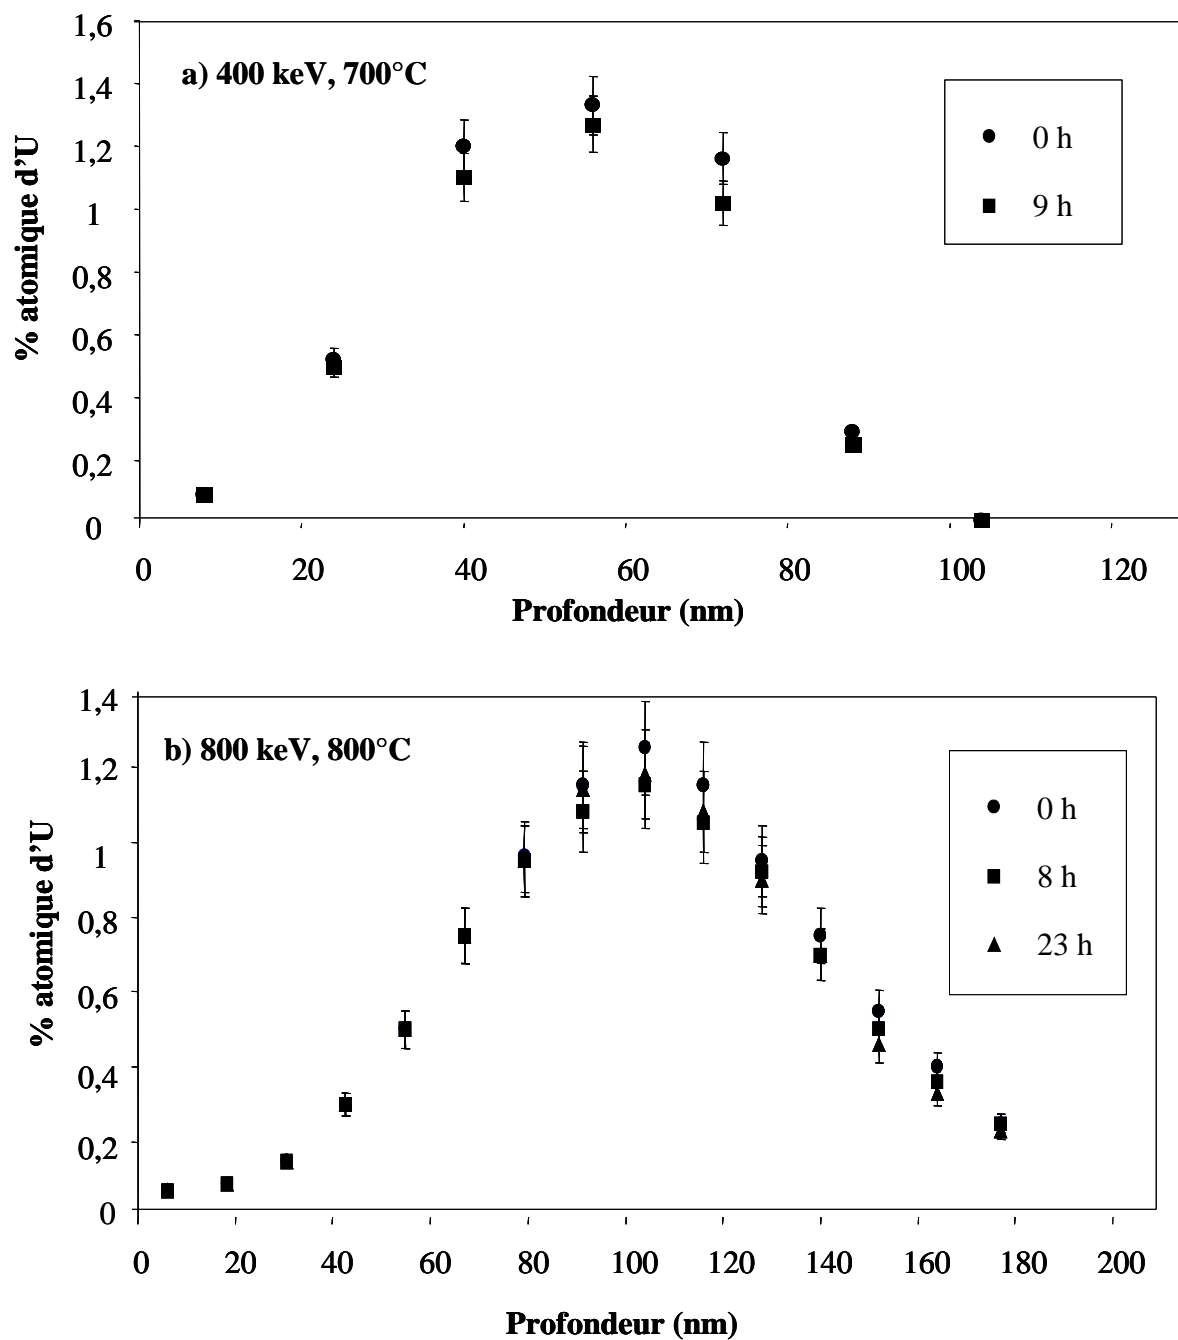 1,6
a) 400 keV, 700°C
1,4
1,2
1
0,8
0,6
0,4
0,2
0
% atomique d’U
0 h
9 h
0 20 40 60 80 100 120
Profondeur (nm)
1,4
b) 800 keV, 800°C
1,2
1
0,8
0,6
0,4
0,2
0
% atomique d’U
0 h
8 h
23 h
0 20 40 60 80 100 120 140 160 180 200
Profondeur (nm)